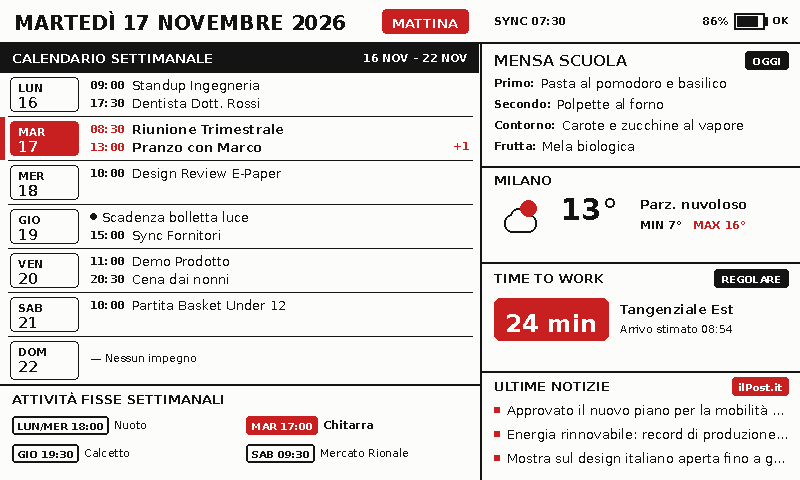 MARTEDÌ 17 NOVEMBRE 2026
MATTINA
SYNC 07:30
86%
OK
CALENDARIO SETTIMANALE
16 NOV - 22 NOV
LUN 16
09:00 Standup Ingegneria
17:30 Dentista Dott. Rossi
MAR 17
08:30 Riunione Trimestrale
13:00 Pranzo con Marco
+1
MER 18
10:00 Design Review E-Paper
GIO 19
• Scadenza bolletta luce
15:00 Sync Fornitori
VEN 20
11:00 Demo Prodotto
20:30 Cena dai nonni
SAB 21
10:00 Partita Basket Under 12
DOM 22
— Nessun impegno
ATTIVITÀ FISSE SETTIMANALI
LUN/MER 18:00 Nuoto
MAR 17:00 Chitarra
GIO 19:30 Calcetto
SAB 09:30 Mercato Rionale
MENSA SCUOLA
OGGI
Primo: Pasta al pomodoro e basilico
Secondo: Polpette al forno
Contorno: Carote e zucchine al vapore
Frutta: Mela biologica
MILANO
13°
Parz. nuvoloso
MIN 7° MAX 16°
TIME TO WORK
REGOLARE
24 min
Tangenziale Est
Arrivo stimato 08:54
ULTIME NOTIZIE
ilPost.it
Approvato il nuovo piano per la mobilità ...
Energia rinnovabile: record di produzione...
Mostra sul design italiano aperta fino a g...